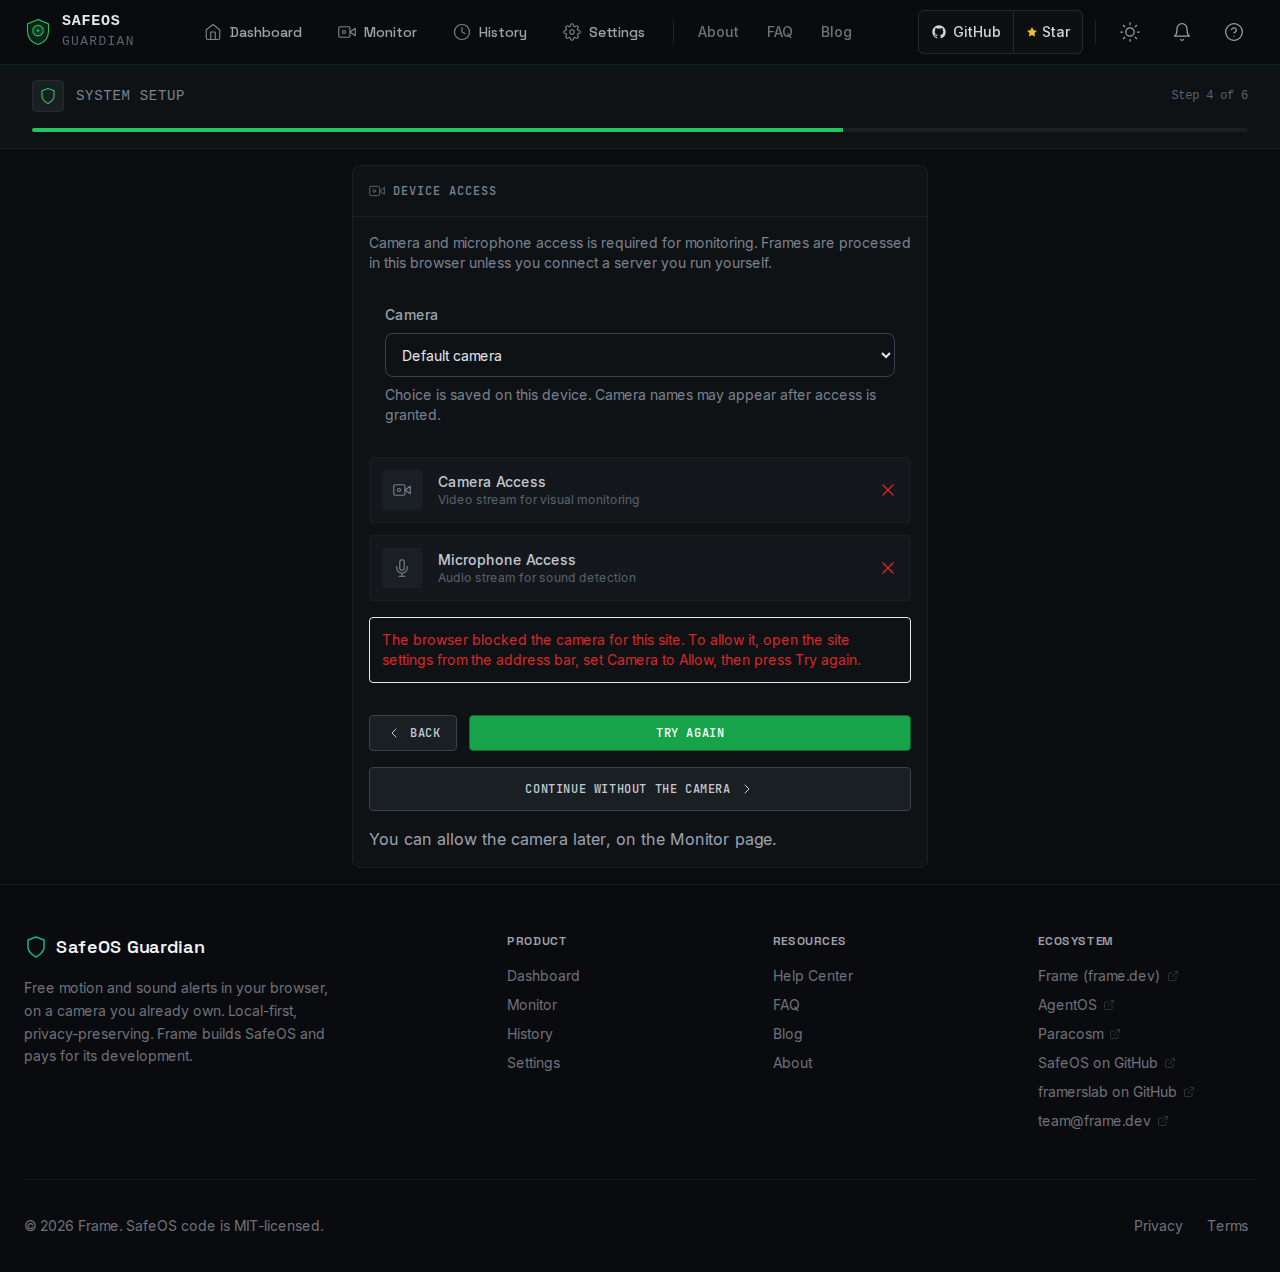 SAFEOS
GUARDIAN
Dashboard
Monitor
History
Settings
About
FAQ
Blog
GitHub
Star
SYSTEM SETUP
Step 4 of 6
DEVICE ACCESS
Camera and microphone access is required for monitoring. Frames are processed
in this browser unless you connect a server you run yourself.
Camera
Default camera
Choice is saved on this device. Camera names may appear after access is
granted.
Camera Access
Video stream for visual monitoring
Microphone Access
Audio stream for sound detection
The browser blocked the camera for this site. To allow it, open the site
settings from the address bar, set Camera to Allow, then press Try again.
BACK
TRY AGAIN
CONTINUE WITHOUT THE CAMERA
You can allow the camera later, on the Monitor page.
SafeOS Guardian
Free motion and sound alerts in your browser,
on a camera you already own. Local-first,
privacy-preserving. Frame builds SafeOS and
pays for its development.
PRODUCT
Dashboard
Monitor
History
Settings
RESOURCES
Help Center
FAQ
Blog
About
ECOSYSTEM
Frame (frame.dev)
AgentOS
Paracosm
SafeOS on GitHub
framerslab on GitHub
team@frame.dev
© 2026 Frame. SafeOS code is MIT-licensed.
Privacy
Terms